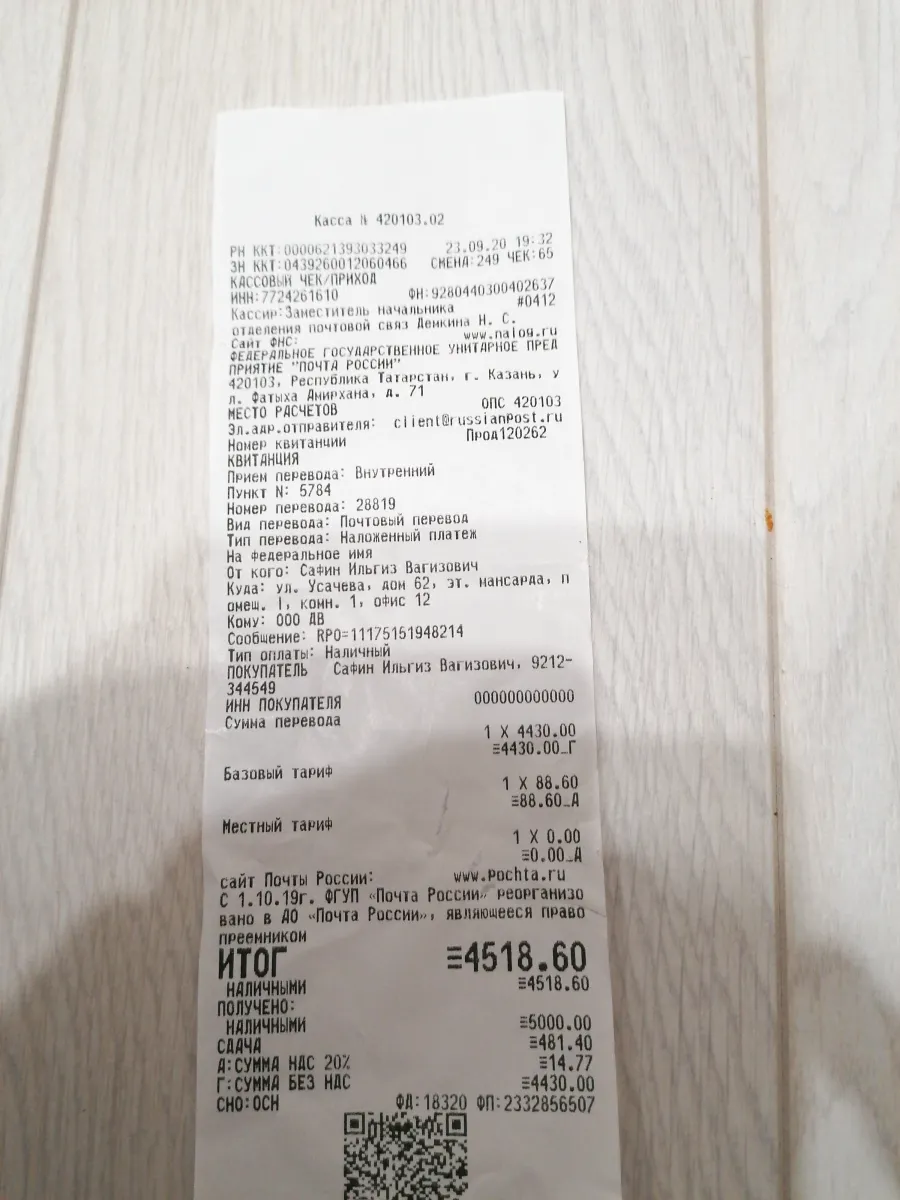 Касса № 420103.02
РН ККТ:0000621393033249 23.09.20 19:32
ЗН ККТ:0439260012060466 СМЕНА:249 ЧЕК:65
КАССОВЫЙ ЧЕК/ПРИХОД
ИНН:7724261610 ФН:9280440300402637
Кассир:Заместитель начальника #0412
отделения почтовой связ Демкина Н. С.
Сайт ФНС: www.nalog.ru
ФЕДЕРАЛЬНОЕ ГОСУДАРСТВЕННОЕ УНИТАРНОЕ ПРЕД
ПРИЯТИЕ "ПОЧТА РОССИИ"
420103, Республика Татарстан, г. Казань, у
л. Фатыха Амирхана, д. 71
МЕСТО РАСЧЕТОВ ОПС 420103
Эл.адр.отправителя: client@russianPost.ru
Номер квитанции Прод120262
КВИТАНЦИЯ
Прием перевода: Внутренний
Пункт N: 5784
Номер перевода: 28819
Вид перевода: Почтовый перевод
Тип перевода: Наложенный платеж
На федеральное имя
От кого: Сафин Ильгиз Вагизович
Куда: ул. Усачева, дом 62, эт. мансарда, п
омещ. I, комн. 1, офис 12
Кому: ООО ДВ
Сообщение: RPO=11175151948214
Тип оплаты: Наличный
ПОКУПАТЕЛЬ Сафин Ильгиз Вагизович, 9212-
344549
ИНН ПОКУПАТЕЛЯ 000000000000
Сумма перевода
1 X 4430.00
≡4430.00_Г
Базовый тариф
1 X 88.60
≡88.60_А
Местный тариф
1 X 0.00
≡0.00_А
сайт Почты России: www.pochta.ru
С 1.10.19г. ФГУП «Почта России» реорганизо
вано в АО «Почта России», являющееся право
преемником
ИТОГ ≡4518.60
НАЛИЧНЫМИ ≡4518.60
ПОЛУЧЕНО:
НАЛИЧНЫМИ ≡5000.00
СДАЧА ≡481.40
А:СУММА НДС 20% ≡14.77
Г:СУММА БЕЗ НДС ≡4430.00
СНО:ОСН ФД:18320 ФП:2332856507